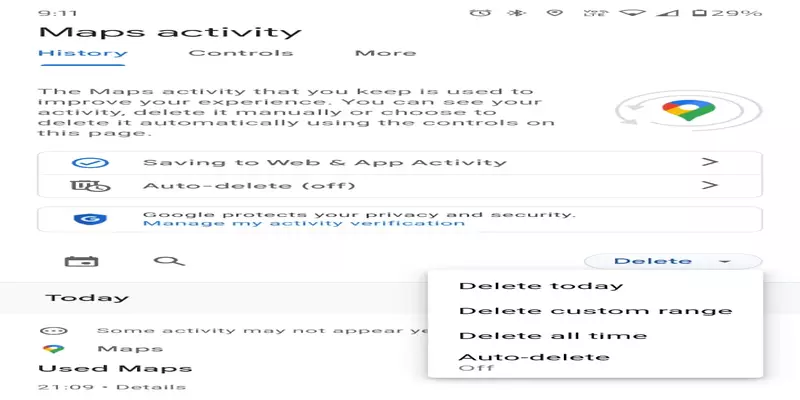 9:11 VoWi LTE 29%
Maps activity
History Controls More
The Maps activity that you keep is used to
improve your experience. You can see your
activity, delete it manually or choose to
delete it automatically using the controls on
this page.
Saving to Web & App Activity
Auto-delete (off)
Google protects your privacy and security.
Manage my activity verification
Delete
Delete today
Today
Delete custom range
Some activity may not appear ye
Delete all time
Maps
Auto-delete
Off
Used Maps
21:09 • Details